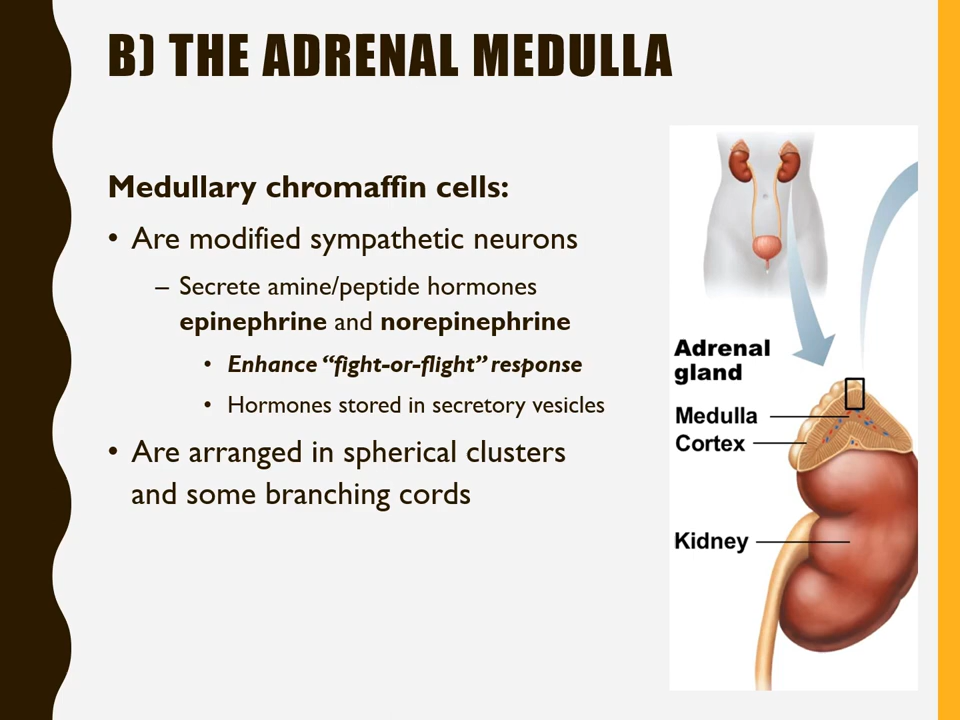 B) THE ADRENAL MEDULLA
Medullary chromaffin cells:
• Are modified sympathetic neurons
– Secrete amine/peptide hormones
epinephrine and norepinephrine
• Enhance “fight-or-flight” response
• Hormones stored in secretory vesicles
• Are arranged in spherical clusters
and some branching cords
Adrenal
gland
Medulla
Cortex
Kidney